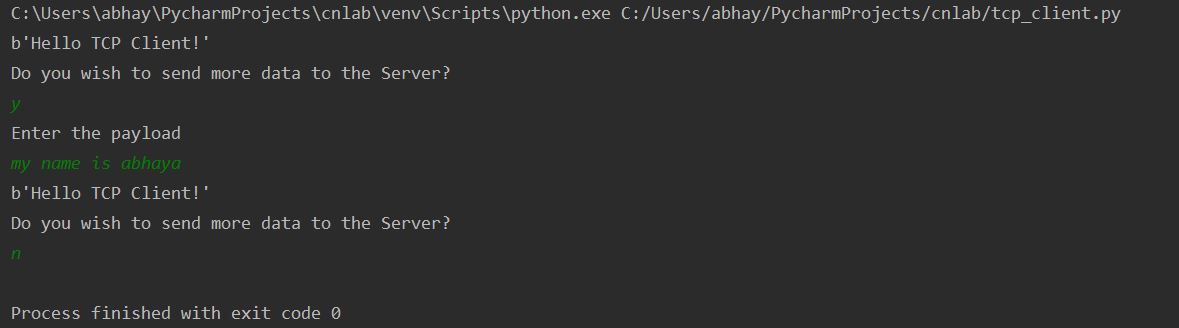 C:\Users\abhay\PycharmProjects\cnlab\venv\Scripts\python.exe C:/Users/abhay/PycharmProjects/cnlab/tcp_client.py
b'Hello TCP Client!'
Do you wish to send more data to the Server?
y
Enter the payload
my name is abhaya
b'Hello TCP Client!'
Do you wish to send more data to the Server?
n
Process finished with exit code 0